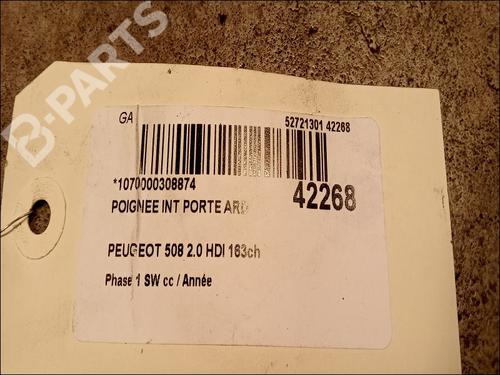 B-PARTS
GA
52721301 42268
*1070000308874
42268
POIGNEE INT PORTE ARD
PEUGEOT 508 2.0 HDI 163ch
Phase 1 SW cc / Année